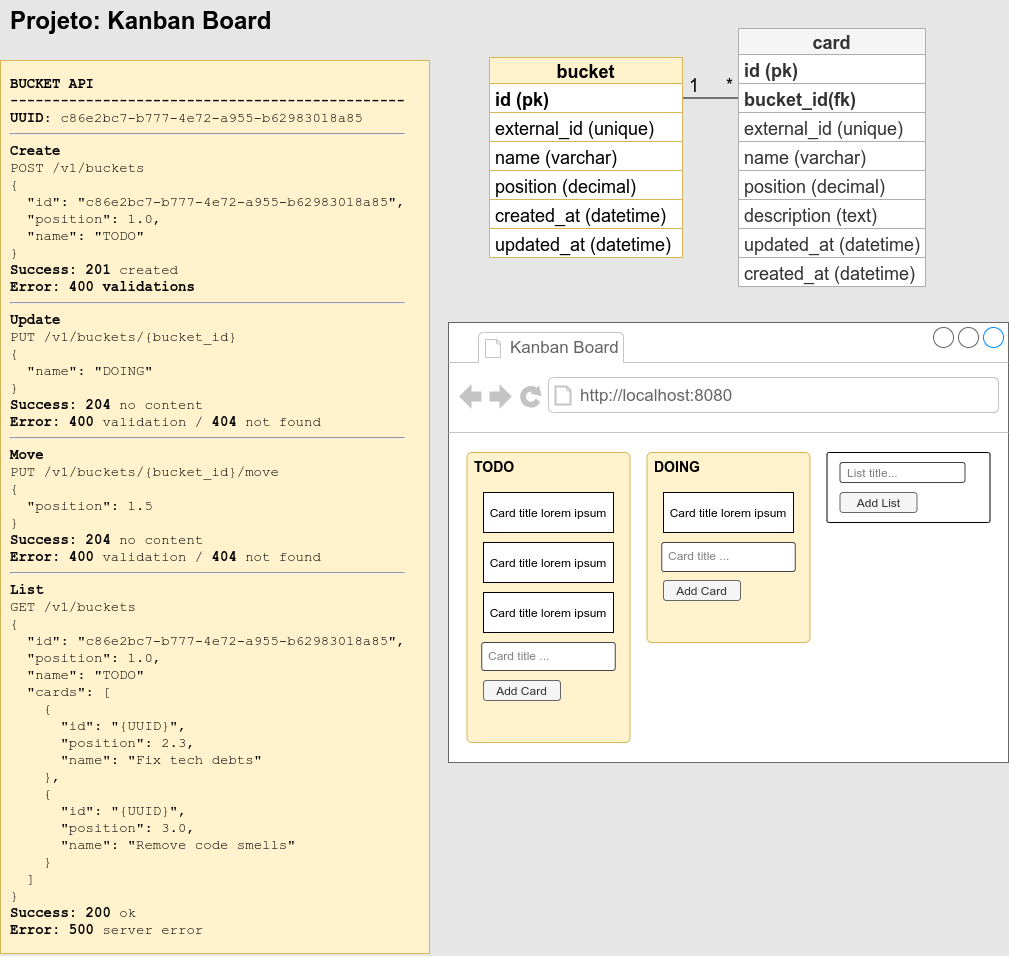 Projeto: Kanban Board
BUCKET API
-----------------------------------------------
UUID: c86e2bc7-b777-4e72-a955-b62983018a85
Create
POST /v1/buckets
{
  "id": "c86e2bc7-b777-4e72-a955-b62983018a85",
  "position": 1.0,
  "name": "TODO"
}
Success: 201 created
Error: 400 validations
Update
PUT /v1/buckets/{bucket_id}
{
  "name": "DOING"
}
Success: 204 no content
Error: 400 validation / 404 not found
Move
PUT /v1/buckets/{bucket_id}/move
{
  "position": 1.5
}
Success: 204 no content
Error: 400 validation / 404 not found
List
GET /v1/buckets
{
  "id": "c86e2bc7-b777-4e72-a955-b62983018a85",
  "position": 1.0,
  "name": "TODO"
  "cards": [
    {
      "id": "{UUID}",
      "position": 2.3,
      "name": "Fix tech debts"
    },
    {
      "id": "{UUID}",
      "position": 3.0,
      "name": "Remove code smells"
    }
  ]
}
Success: 200 ok
Error: 500 server error
bucket
id (pk)
external_id (unique)
name (varchar)
position (decimal)
created_at (datetime)
updated_at (datetime)
1
*
card
id (pk)
bucket_id(fk)
external_id (unique)
name (varchar)
position (decimal)
description (text)
updated_at (datetime)
created_at (datetime)
Kanban Board
http://localhost:8080
TODO
Card title lorem ipsum
Card title lorem ipsum
Card title lorem ipsum
Card title ...
Add Card
DOING
Card title lorem ipsum
Card title ...
Add Card
List title...
Add List